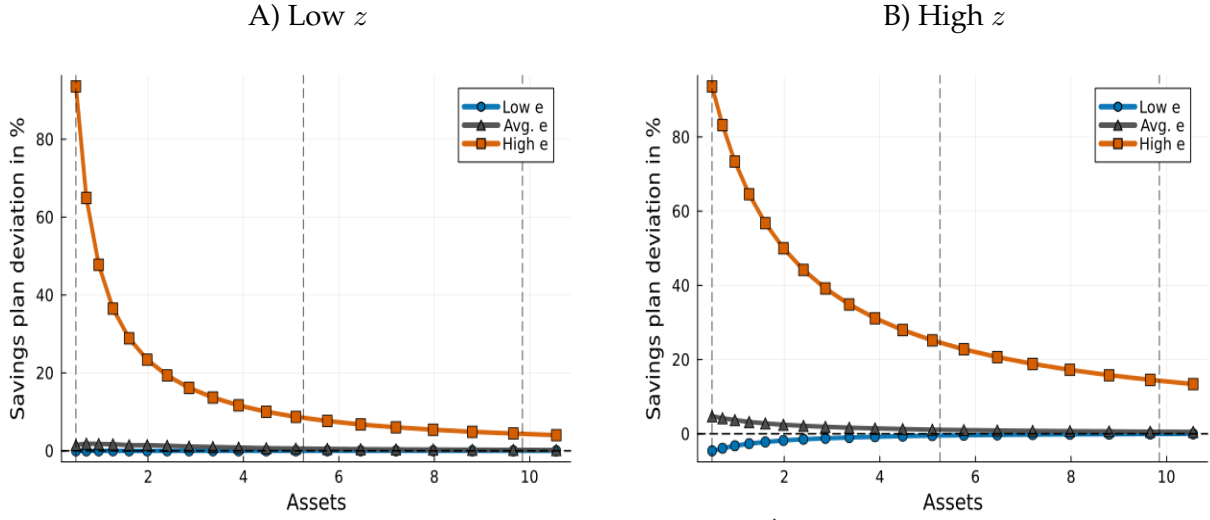 A) Low z
Savings plan deviation in %
80
60
40
20
0
2
4
6
8
10
Assets
Low e
Avg. e
High e
B) High z
Savings plan deviation in %
80
60
40
20
0
2
4
6
8
10
Assets
Low e
Avg. e
High e